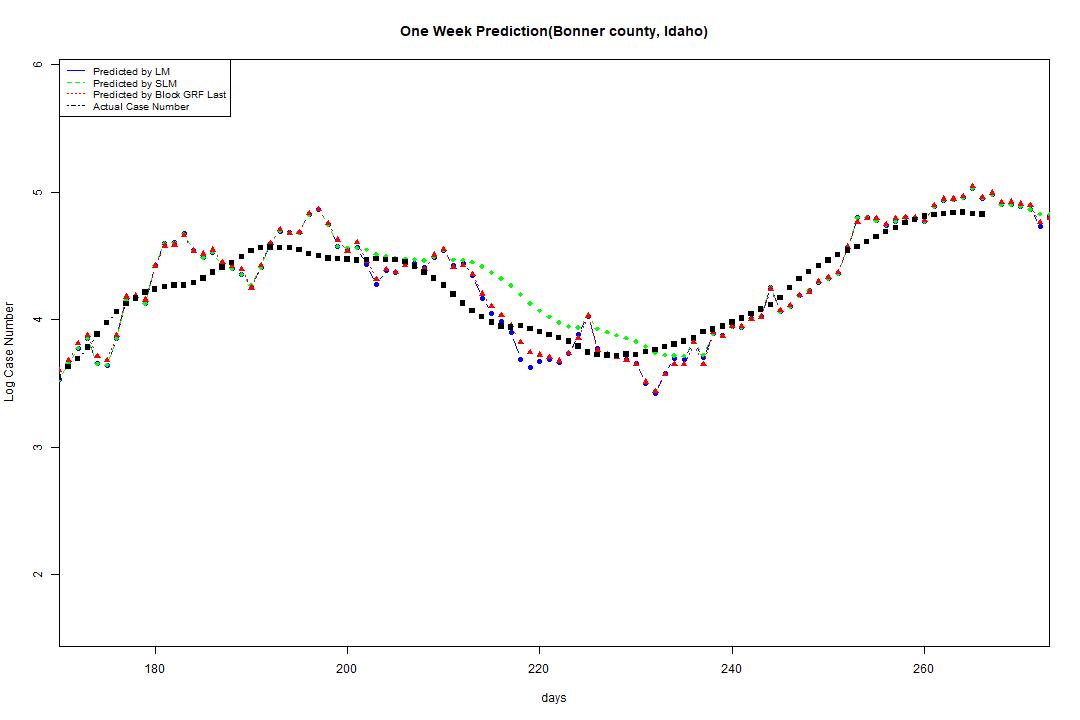 One Week Prediction(Bonner county, Idaho)
Predicted by LM
Predicted by SLM
Predicted by Block GRF Last
Actual Case Number
6
5
4
3
2
Log Case Number
180 200 220 240 260
days